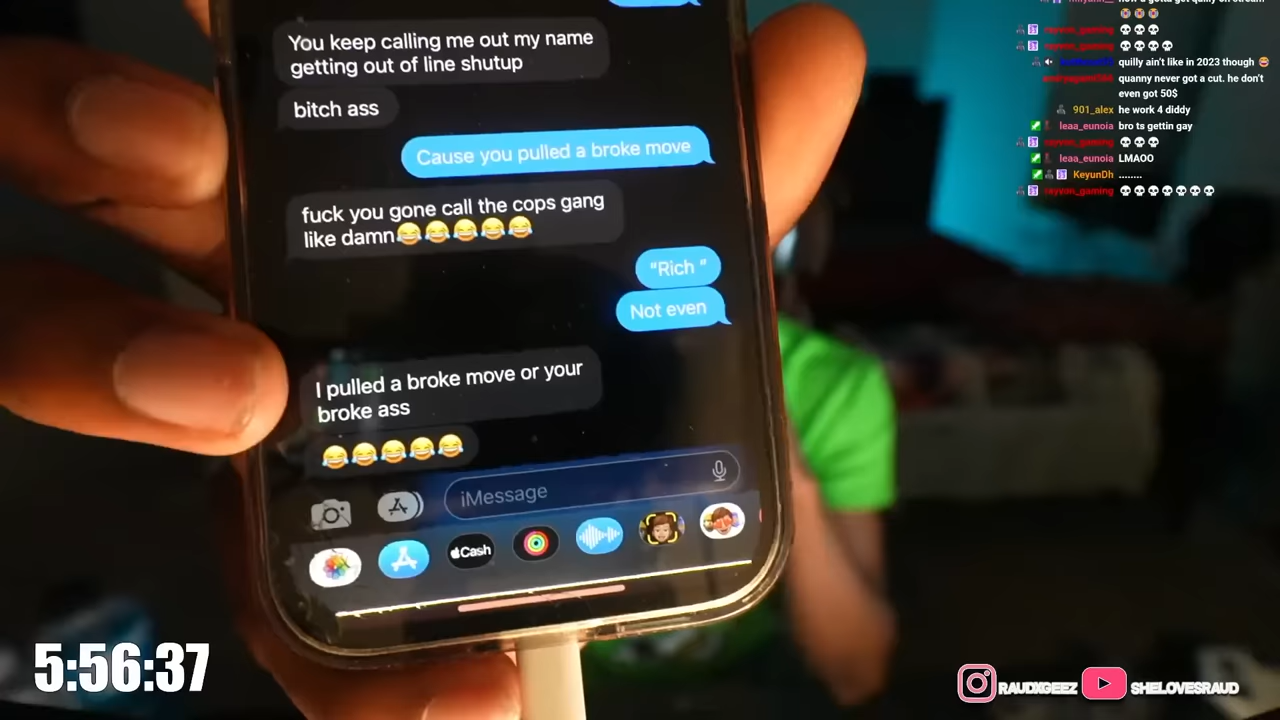 You keep calling me out my name
getting out of line shutup
bitch ass
Cause you pulled a broke move
fuck you gone call the cops gang
like damn😂😂😂😂😂
"Rich "
Not even
I pulled a broke move or your
broke ass
😂😂😂😂😂
iMessage
Cash
💀💀💀
💀💀💀💀
quilly ain't like in 2023 though 😂
quanny never got a cut. he don't
even got 50$
901_alex he work 4 diddy
leaa_eunoia bro ts gettin gay
💀💀💀
leaa_eunoia LMAOO
KeyunDh ........
💀💀💀💀💀💀💀
5:56:37
RAUDXGEEZ
SHELOVESRAUD